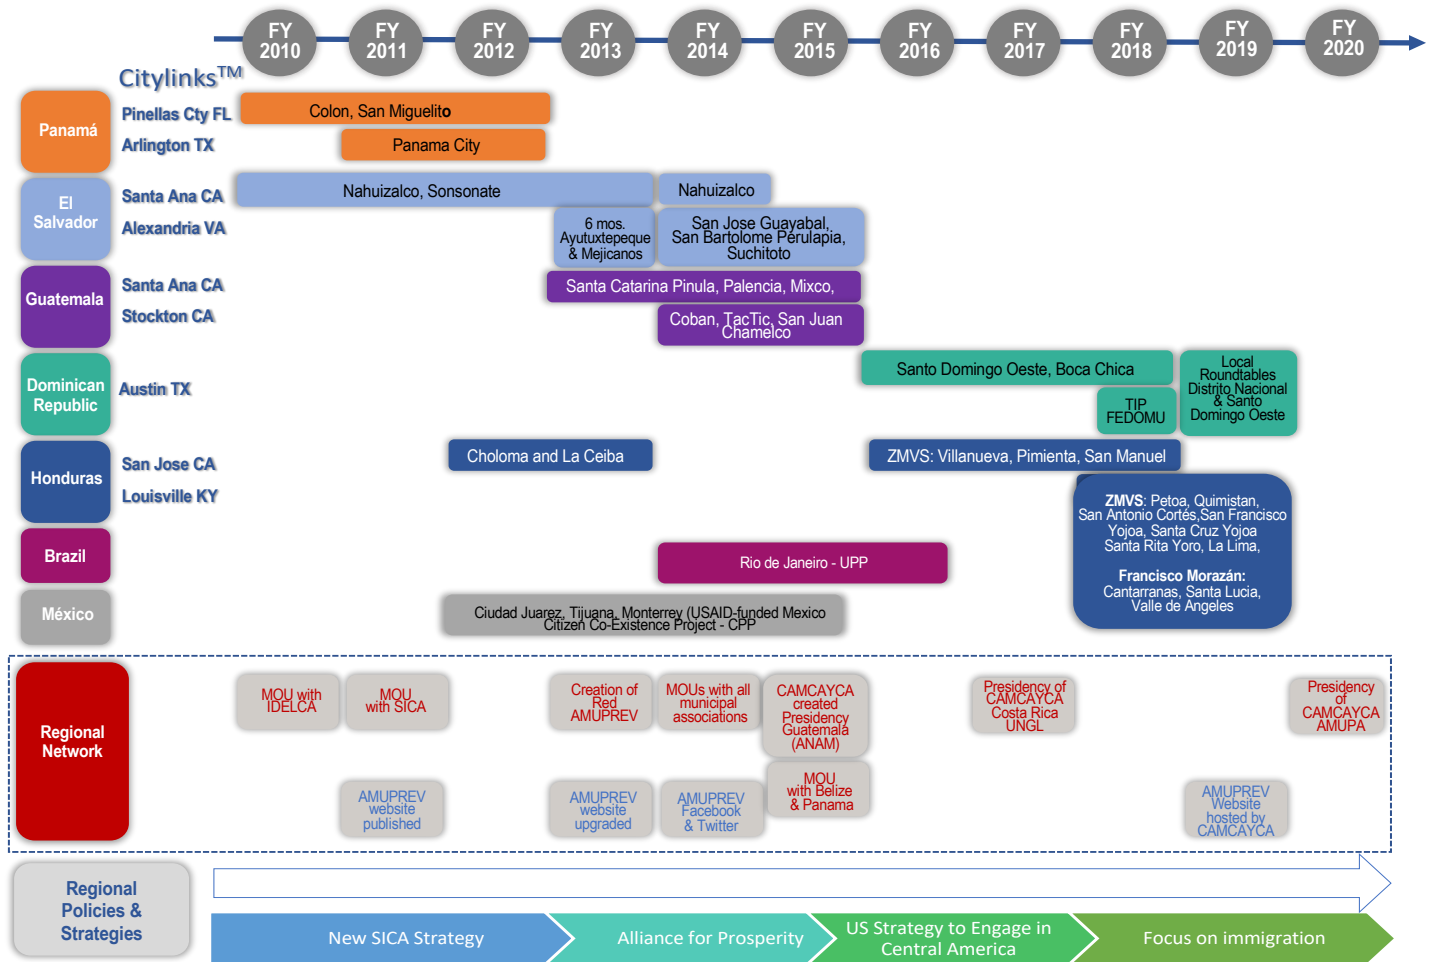 FY
2010
FY
2011
FY
2012
FY
2013
FY
2014
FY
2015
FY
2016
FY
2017
FY
2018
FY
2019
FY
2020
Citylinks™
Panamá
Pinellas Cty FL
Colon, San Miguelito
Arlington TX
Panama City
El
Salvador
Santa Ana CA
Nahuizalco, Sonsonate
Nahuizalco
Alexandria VA
6 mos.
Ayutuxtepeque
& Mejicanos
San Jose Guayabal,
San Bartolome Perulapia,
Suchitoto
Guatemala
Santa Ana CA
Santa Catarina Pinula, Palencia, Mixco,
Stockton CA
Coban, TacTic, San Juan
Chamelco
Dominican
Republic
Austin TX
Santo Domingo Oeste, Boca Chica
TIP
FEDOMU
Local
Roundtables
Distrito Nacional
& Santo
Domingo Oeste
Honduras
San Jose CA
Louisville KY
Choloma and La Ceiba
ZMVS: Villanueva, Pimienta, San Manuel
ZMVS: Petoa, Quimistan,
San Antonio Cortés,San Francisco
Yojoa, Santa Cruz Yojoa
Santa Rita Yoro, La Lima,
Francisco Morazán:
Cantarranas, Santa Lucia,
Valle de Angeles
Brazil
Rio de Janeiro - UPP
México
Ciudad Juarez, Tijuana, Monterrey (USAID-funded Mexico
Citizen Co-Existence Project - CPP
Regional
Network
MOU with
IDELCA
MOU
with SICA
Creation of
Red
AMUPREV
MOUs with all
municipal
associations
CAMCAYCA
created
Presidency
Guatemala
(ANAM)
Presidency of
CAMCAYCA
Costa Rica
UNGL
Presidency
of
CAMCAYCA
AMUPA
AMUPREV
website
published
AMUPREV
website
upgraded
AMUPREV
Facebook
& Twitter
MOU
with Belize
& Panama
AMUPREV
Website
hosted by
CAMCAYCA
Regional
Policies &
Strategies
New SICA Strategy
Alliance for Prosperity
US Strategy to Engage in
Central America
Focus on immigration